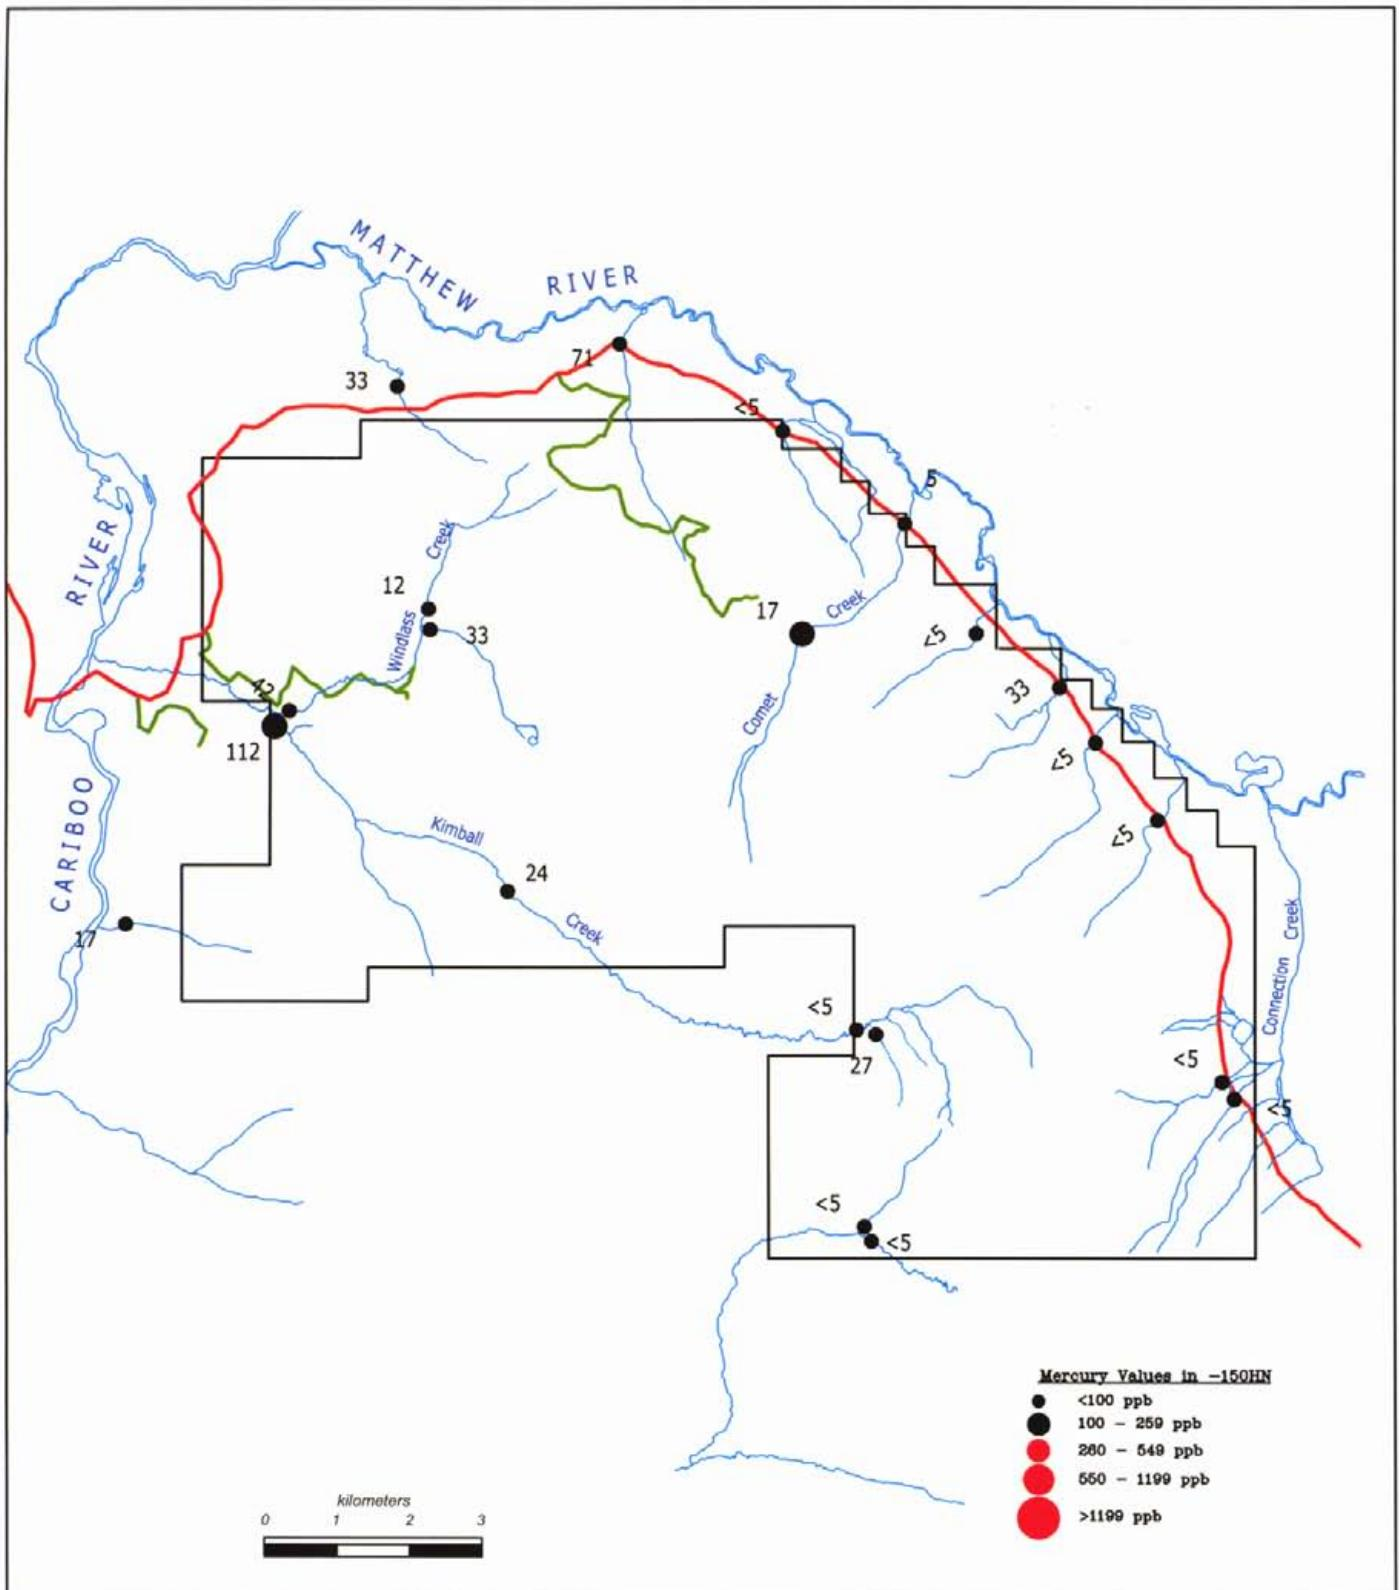 MATTHEW RIVER
71
33
<5
5
RIVER
Creek
12
Windlass
33
17
Creek
<5
33
42
Comet
112
<5
CARIBOO
Kimball
<5
24
Creek
17
Connection Creek
<5
27
<5
<5
<5
<5
Mercury Values in -150HN
<100 ppb
100 - 259 ppb
260 - 549 ppb
550 - 1199 ppb
>1199 ppb
kilometers
0 1 2 3